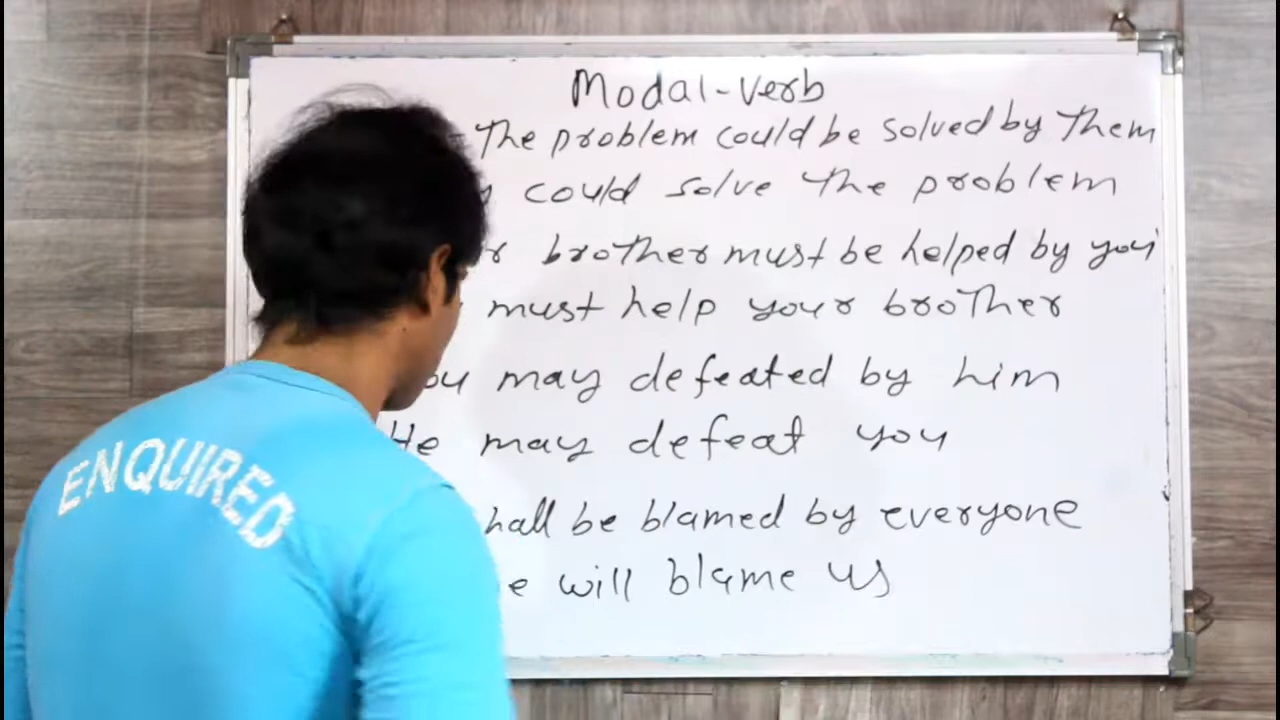 Modal-verb
The problem could be solved by Them
could solve the problem
brother must be helped by you
must help your brother
may defeated by him
He may defeat you
be blamed by everyone
will blame us
ENQUIRED